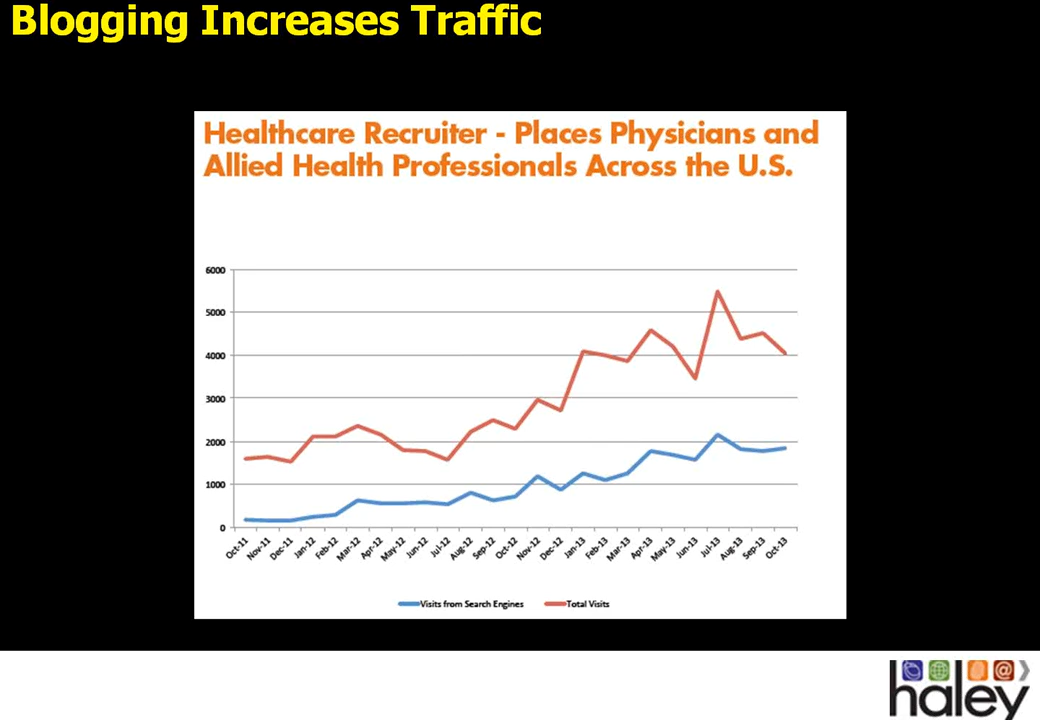 Blogging Increases Traffic
Healthcare Recruiter - Places Physicians and
Allied Health Professionals Across the U.S.
6000
5000
4000
3000
2000
1000
0
Oct-11 Nov-11 Dec-11 Jan-12 Feb-12 Mar-12 Apr-12 May-12 Jun-12 Jul-12 Aug-12 Sep-12 Oct-12 Nov-12 Dec-12 Jan-13 Feb-13 Mar-13 Apr-13 May-13 Jun-13 Jul-13 Aug-13 Sep-13 Oct-13
Visits from Search Engines Total Visits
@
haley